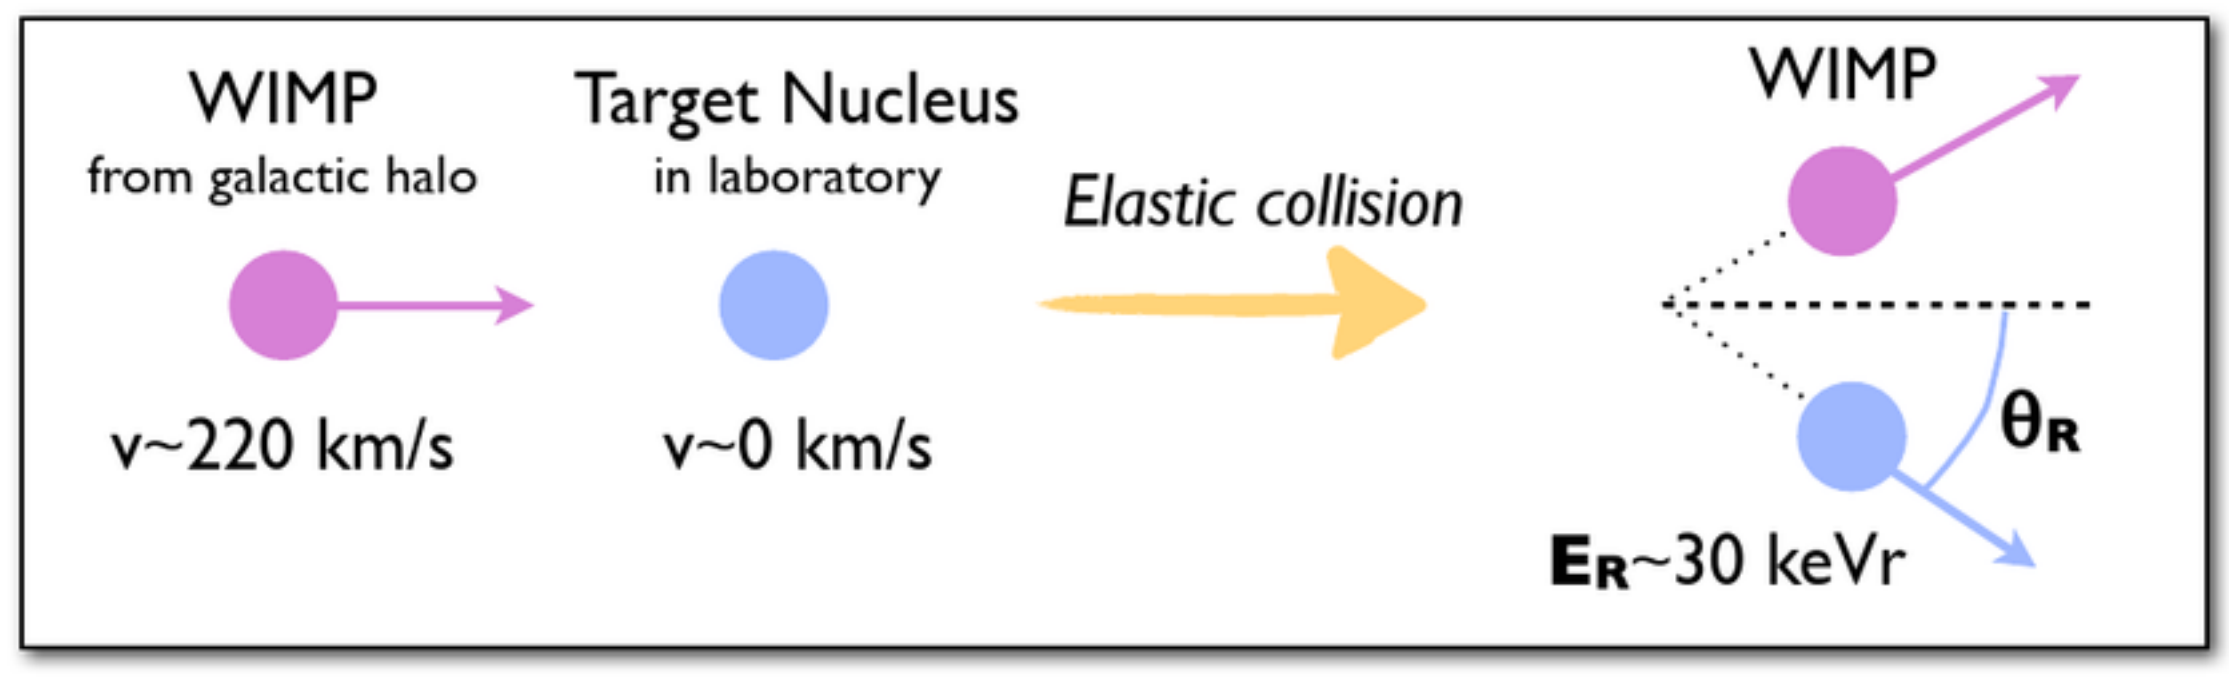 WIMP
from galactic halo
v~220 km/s
Target Nucleus
in laboratory
v~0 km/s
Elastic collision
WIMP
θR
ER~30 keVr